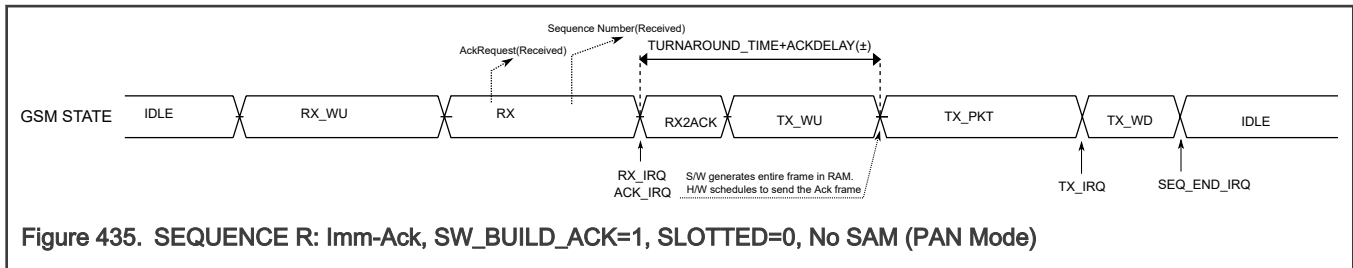 Sequence Number(Received)
AckRequest(Received)
TURNAROUND_TIME+ACKDELAY(±)
GSM STATE
IDLE
RX_WU
RX
RX2ACK
TX_WU
TX_PKT
TX_WD
IDLE
RX_IRQ
ACK_IRQ
S/W generates entire frame in RAM.
H/W schedules to send the Ack frame
TX_IRQ
SEQ_END_IRQ
Figure 435. SEQUENCE R: Imm-Ack, SW_BUILD_ACK=1, SLOTTED=0, No SAM (PAN Mode)